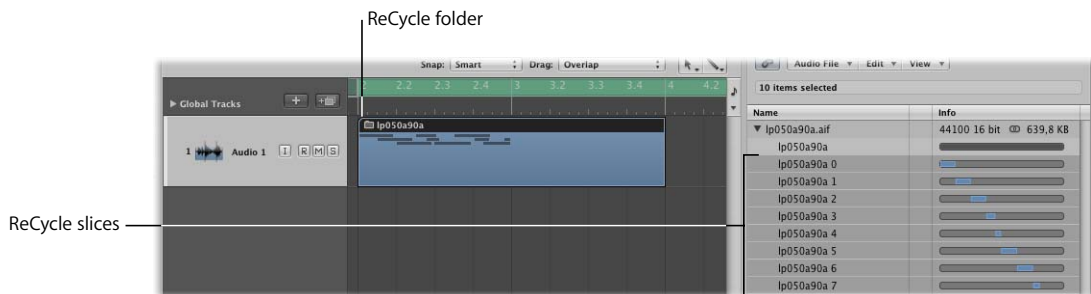 ReCycle folder
Snap: Smart Drag: Overlap
Audio File Edit View
10 items selected
2 2.2 2.3 2.4 3 3.2 3.3 3.4 4 4.2
Global Tracks
Name Info
lp050a90a
lp050a90a.aif 44100 16 bit 639,8 KB
1 Audio 1 I R M S
lp050a90a
lp050a90a 0
lp050a90a 1
lp050a90a 2
lp050a90a 3
ReCycle slices
lp050a90a 4
lp050a90a 5
lp050a90a 6
lp050a90a 7